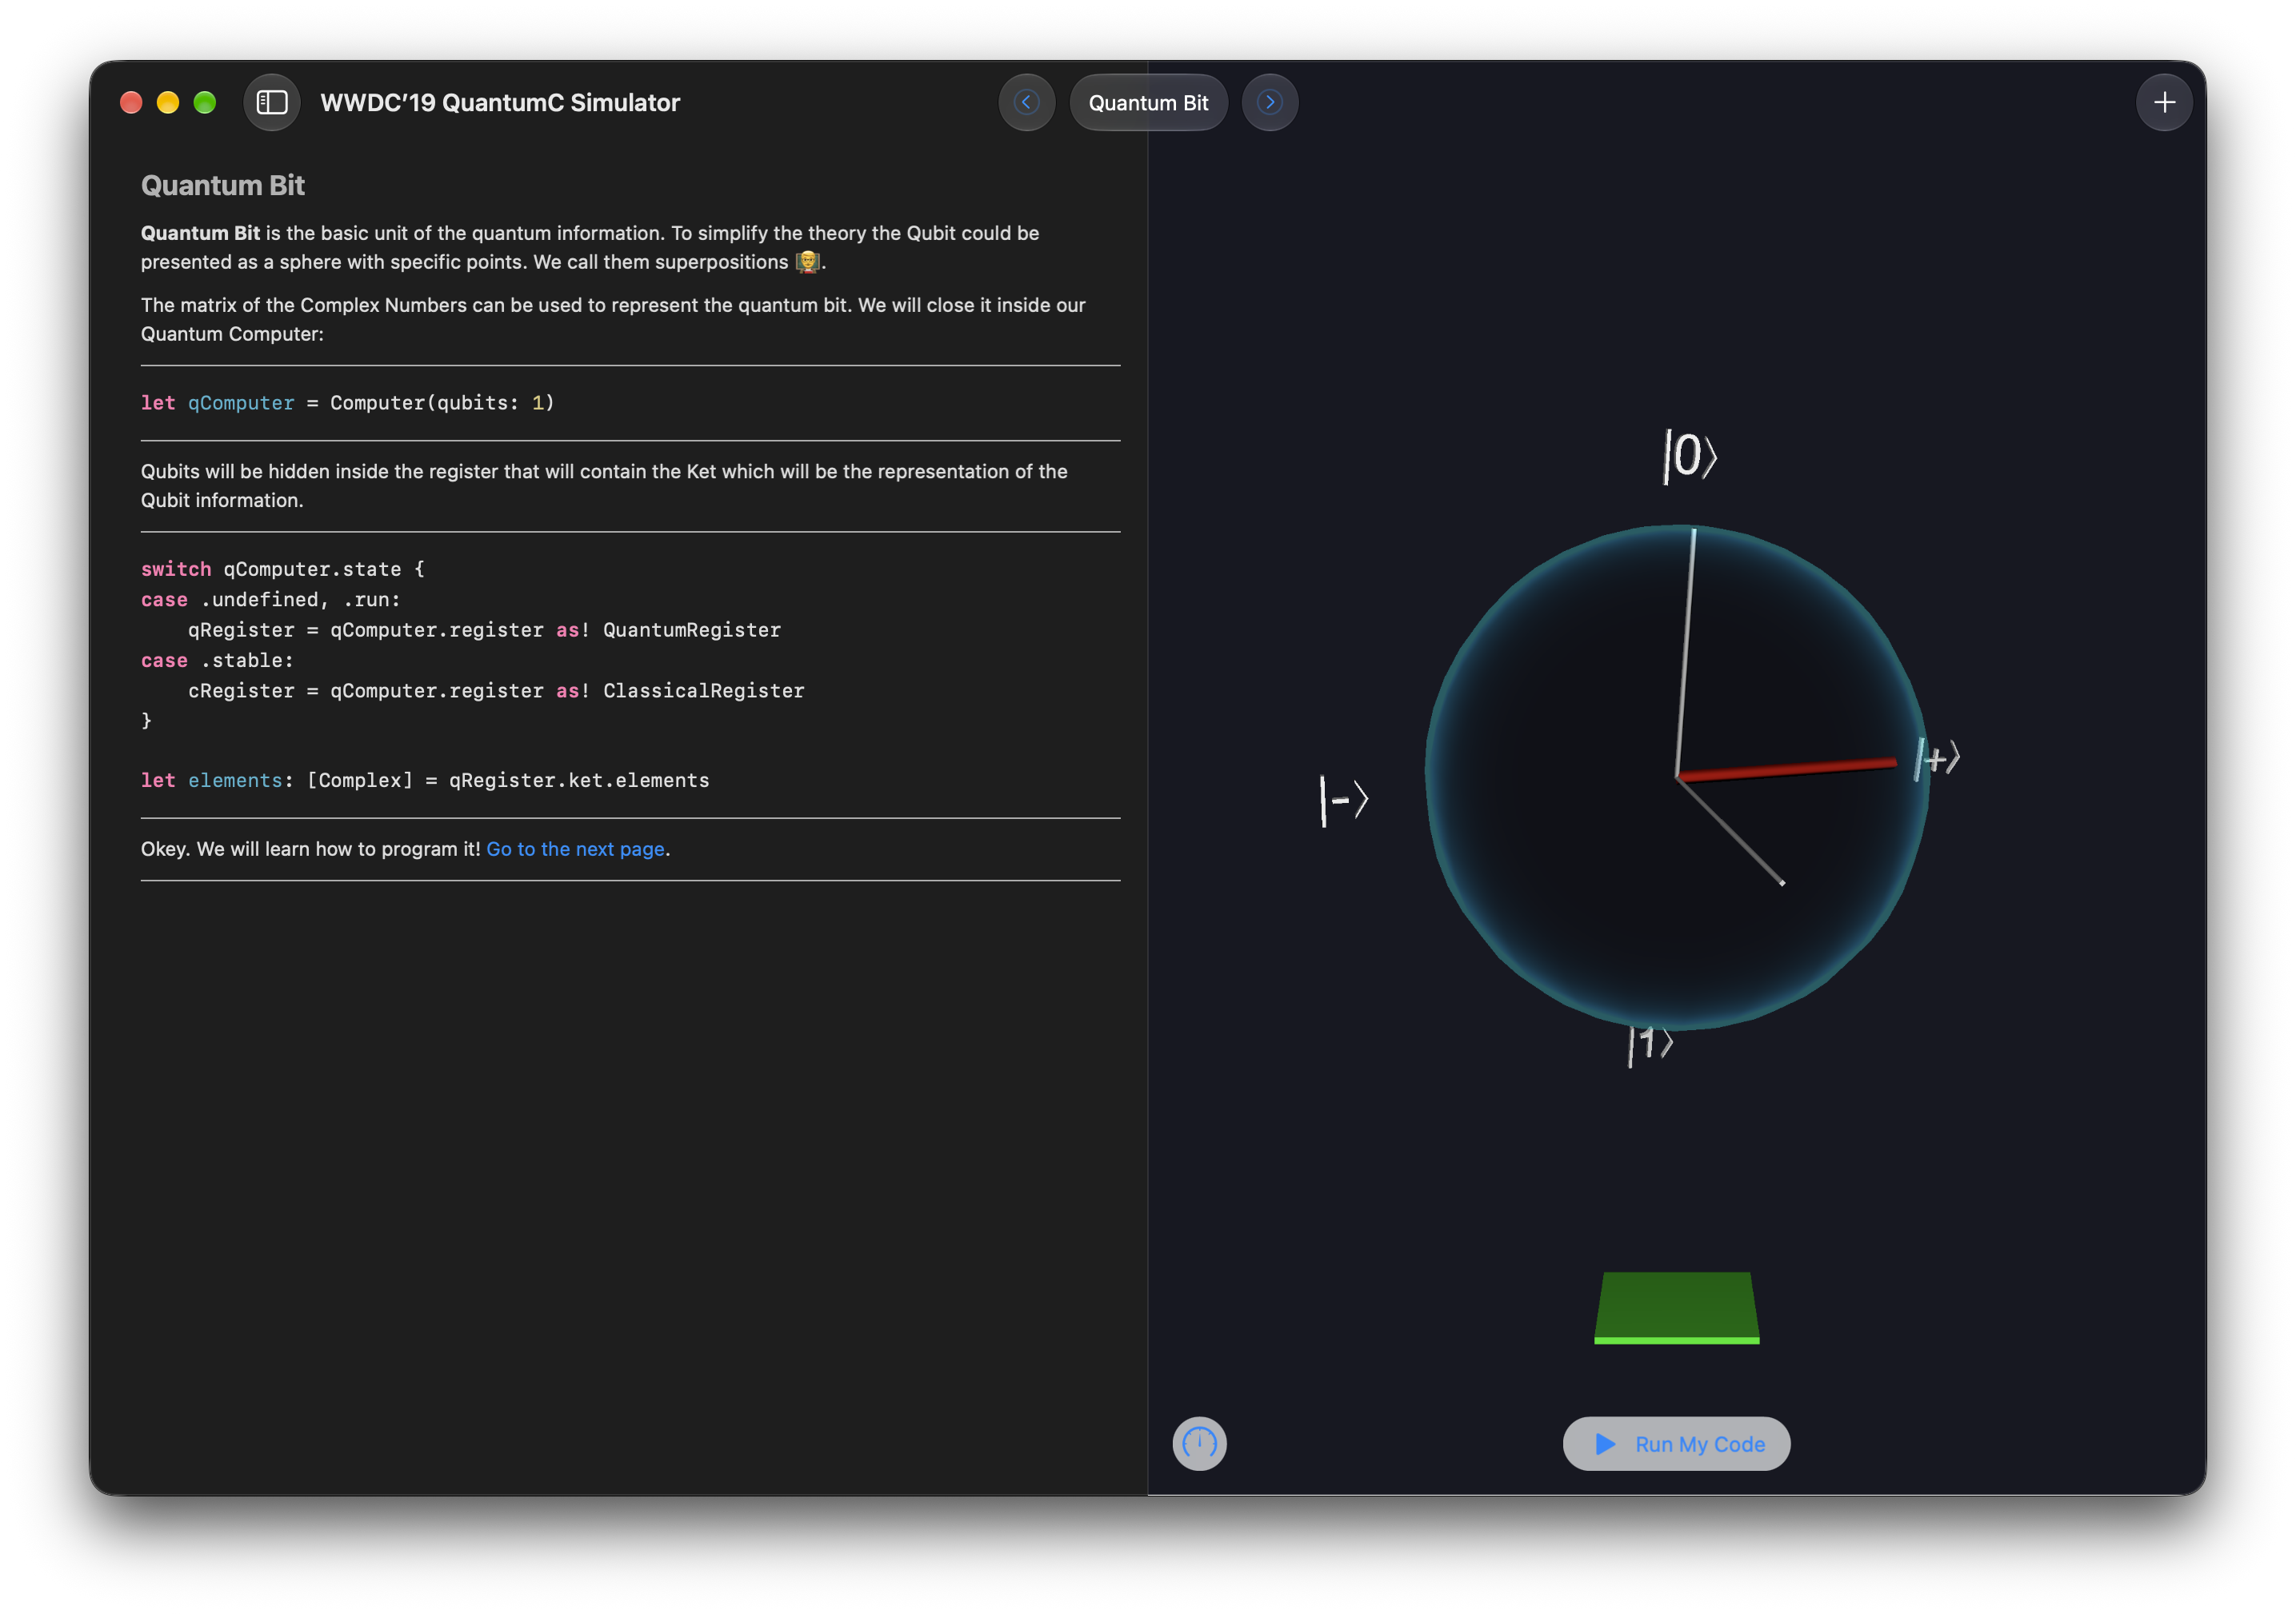 WWDC’19 QuantumC Simulator
Quantum Bit
Quantum Bit
Quantum Bit is the basic unit of the quantum information. To simplify the theory the Qubit could be
presented as a sphere with specific points. We call them superpositions 👨‍🏫.
The matrix of the Complex Numbers can be used to represent the quantum bit. We will close it inside our
Quantum Computer:
let qComputer = Computer(qubits: 1)
Qubits will be hidden inside the register that will contain the Ket which will be the representation of the
Qubit information.
switch qComputer.state {
case .undefined, .run:
    qRegister = qComputer.register as! QuantumRegister
case .stable:
    cRegister = qComputer.register as! ClassicalRegister
}
let elements: [Complex] = qRegister.ket.elements
Okey. We will learn how to program it! Go to the next page.
|0⟩
|+⟩
|-⟩
|1⟩
Run My Code